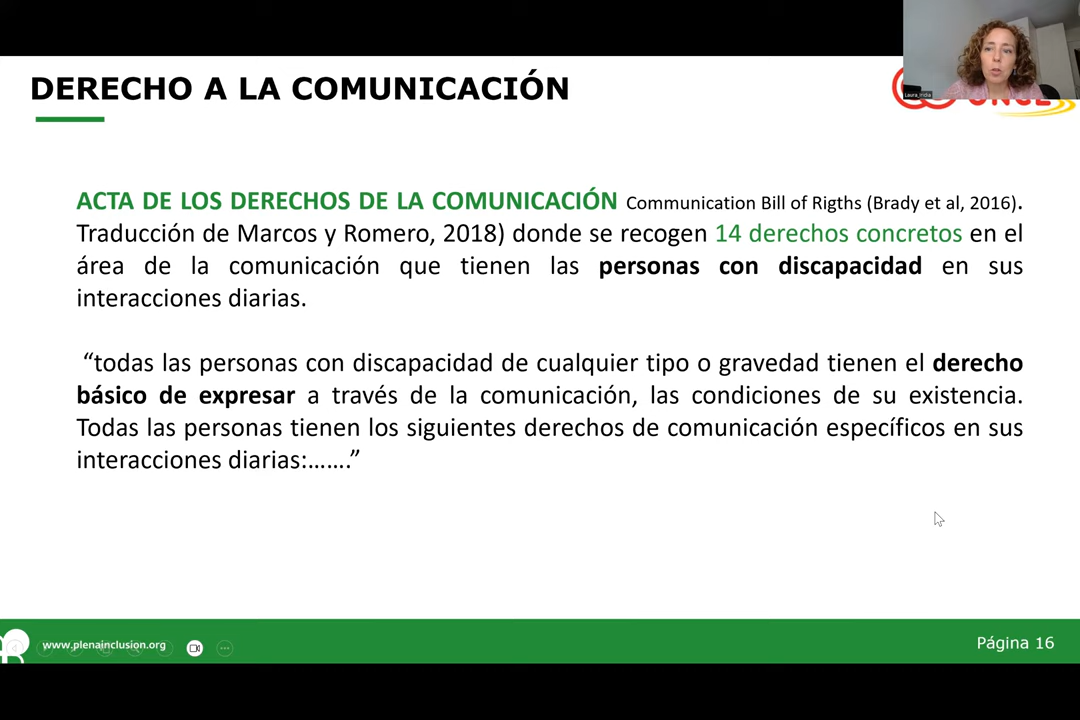 DERECHO A LA COMUNICACIÓN
ONCE
ACTA DE LOS DERECHOS DE LA COMUNICACIÓN Communication Bill of Rigths (Brady et al, 2016).
Traducción de Marcos y Romero, 2018) donde se recogen 14 derechos concretos en el
área de la comunicación que tienen las personas con discapacidad en sus
interacciones diarias.
“todas las personas con discapacidad de cualquier tipo o gravedad tienen el derecho
básico de expresar a través de la comunicación, las condiciones de su existencia.
Todas las personas tienen los siguientes derechos de comunicación específicos en sus
interacciones diarias:…….”
www.plenainclusion.org
Página 16